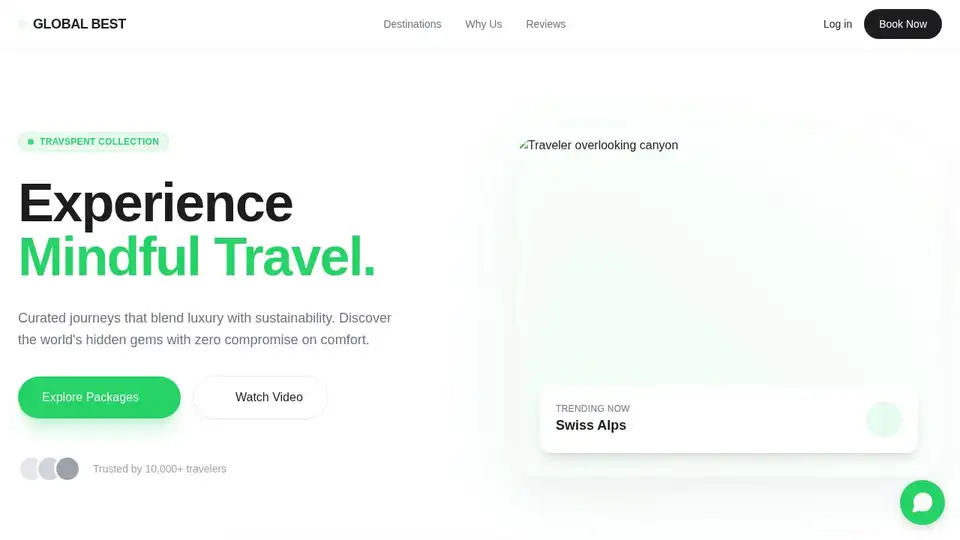 GLOBAL BEST
Destinations
Why Us
Reviews
Log in
Book Now
TRAVSPENT COLLECTION
Experience
Mindful Travel.
Curated journeys that blend luxury with sustainability. Discover
the world's hidden gems with zero compromise on comfort.
Explore Packages
Watch Video
Trusted by 10,000+ travelers
Traveler overlooking canyon
TRENDING NOW
Swiss Alps